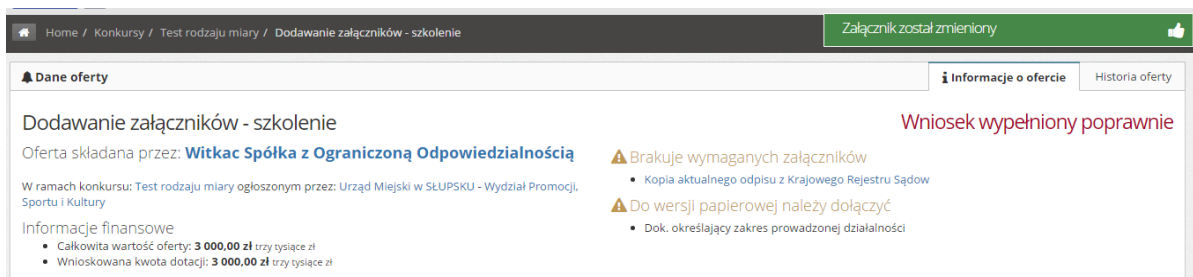 Home / Konkursy / Test rodzaju miary / Dodawanie załączników - szkolenie
Załącznik został zmieniony
Dane oferty
Informacje o ofercie
Historia oferty
Dodawanie załączników - szkolenie
Wniosek wypełniony poprawnie
Oferta składana przez: Witkac Spółka z Ograniczoną Odpowiedzialnością
W ramach konkursu: Test rodzaju miary ogłoszonym przez: Urząd Miejski w SŁUPSKU - Wydział Promocji,
Sportu i Kultury
Informacje finansowe
• Całkowita wartość oferty: 3 000,00 zł trzy tysiące zł
• Wnioskowana kwota dotacji: 3 000,00 zł trzy tysiące zł
Brakuje wymaganych załączników
• Kopia aktualnego odpisu z Krajowego Rejestru Sądow
Do wersji papierowej należy dołączyć
• Dok. określający zakres prowadzonej działalności